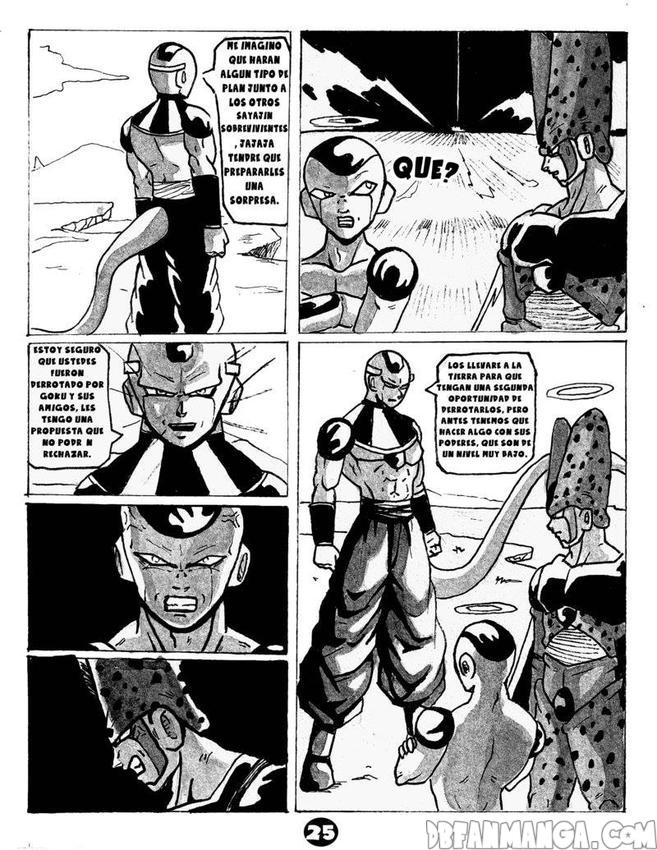 ME IMAGINO
QUE HARAN
ALGUN TIPO DE
PLAN JUNTO
A LOS OTROS
SAYAJIN
SOBREVIVIENTES
, JAJAJA
TENDRE QUE
PREPARARLES
UNA
SORPRESA.
QUE?
ESTOY SEGURO
QUE USTEDES
FUERON
DERROTADO POR
GOKU Y SUS
AMIGOS, LES
TENGO UNA
PROPUESTA QUE
NO PODR N
RECHAZAR.
LOS LLEVARE A LA
TIERRA PARA QUE
TENGAN UNA SEGUNDA
OPORTUNIDAD DE
DERROTARLOS, PERO
ANTES TENEMOS QUE
HACER ALGO CON SUS
PODERES, QUE SON DE
UN NIVEL MUY BAJO.
25
DBFANMANGA.COM